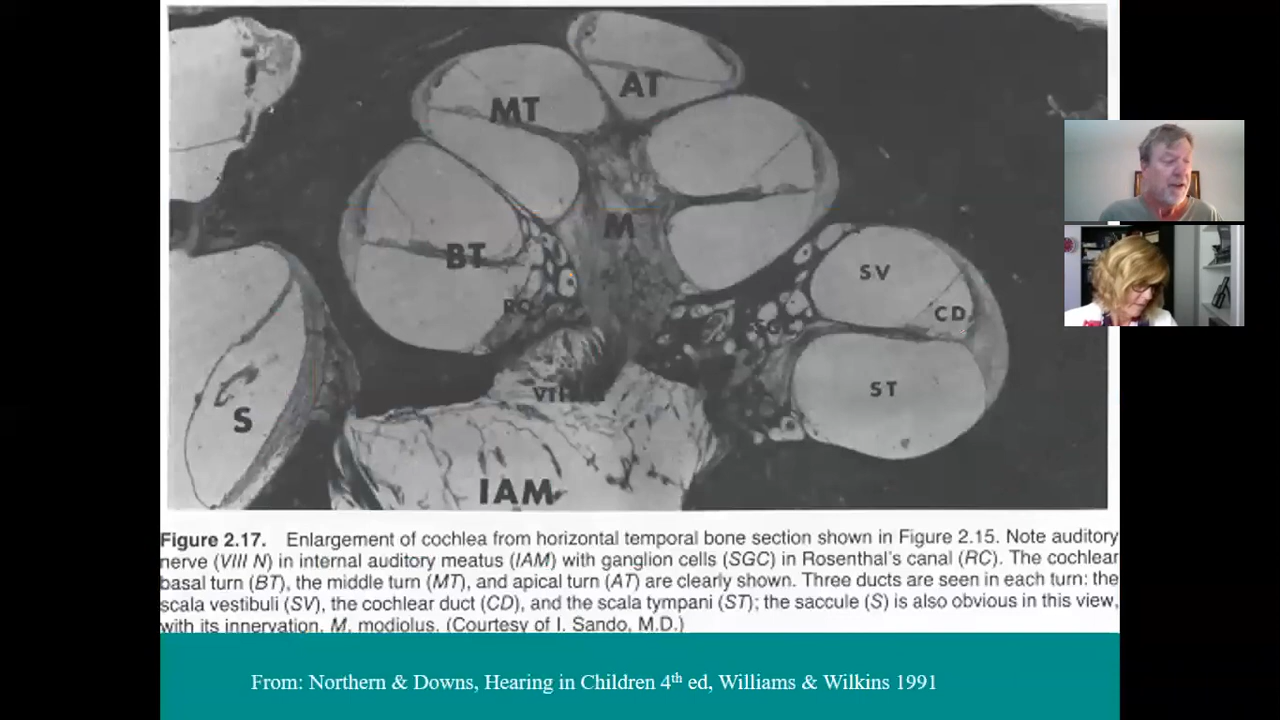 AT
MT
M
BT
SV
RC
CD
SGC
ST
S
IAM
Figure 2.17. Enlargement of cochlea from horizontal temporal bone section shown in Figure 2.15. Note auditory
nerve (VIII N) in internal auditory meatus (IAM) with ganglion cells (SGC) in Rosenthal's canal (RC). The cochlear
basal turn (BT), the middle turn (MT), and apical turn (AT) are clearly shown. Three ducts are seen in each turn: the
scala vestibuli (SV), the cochlear duct (CD), and the scala tympani (ST); the saccule (S) is also obvious in this view,
with its innervation. M, modiolus. (Courtesy of I. Sando, M.D.)
From: Northern & Downs, Hearing in Children 4th ed, Williams & Wilkins 1991